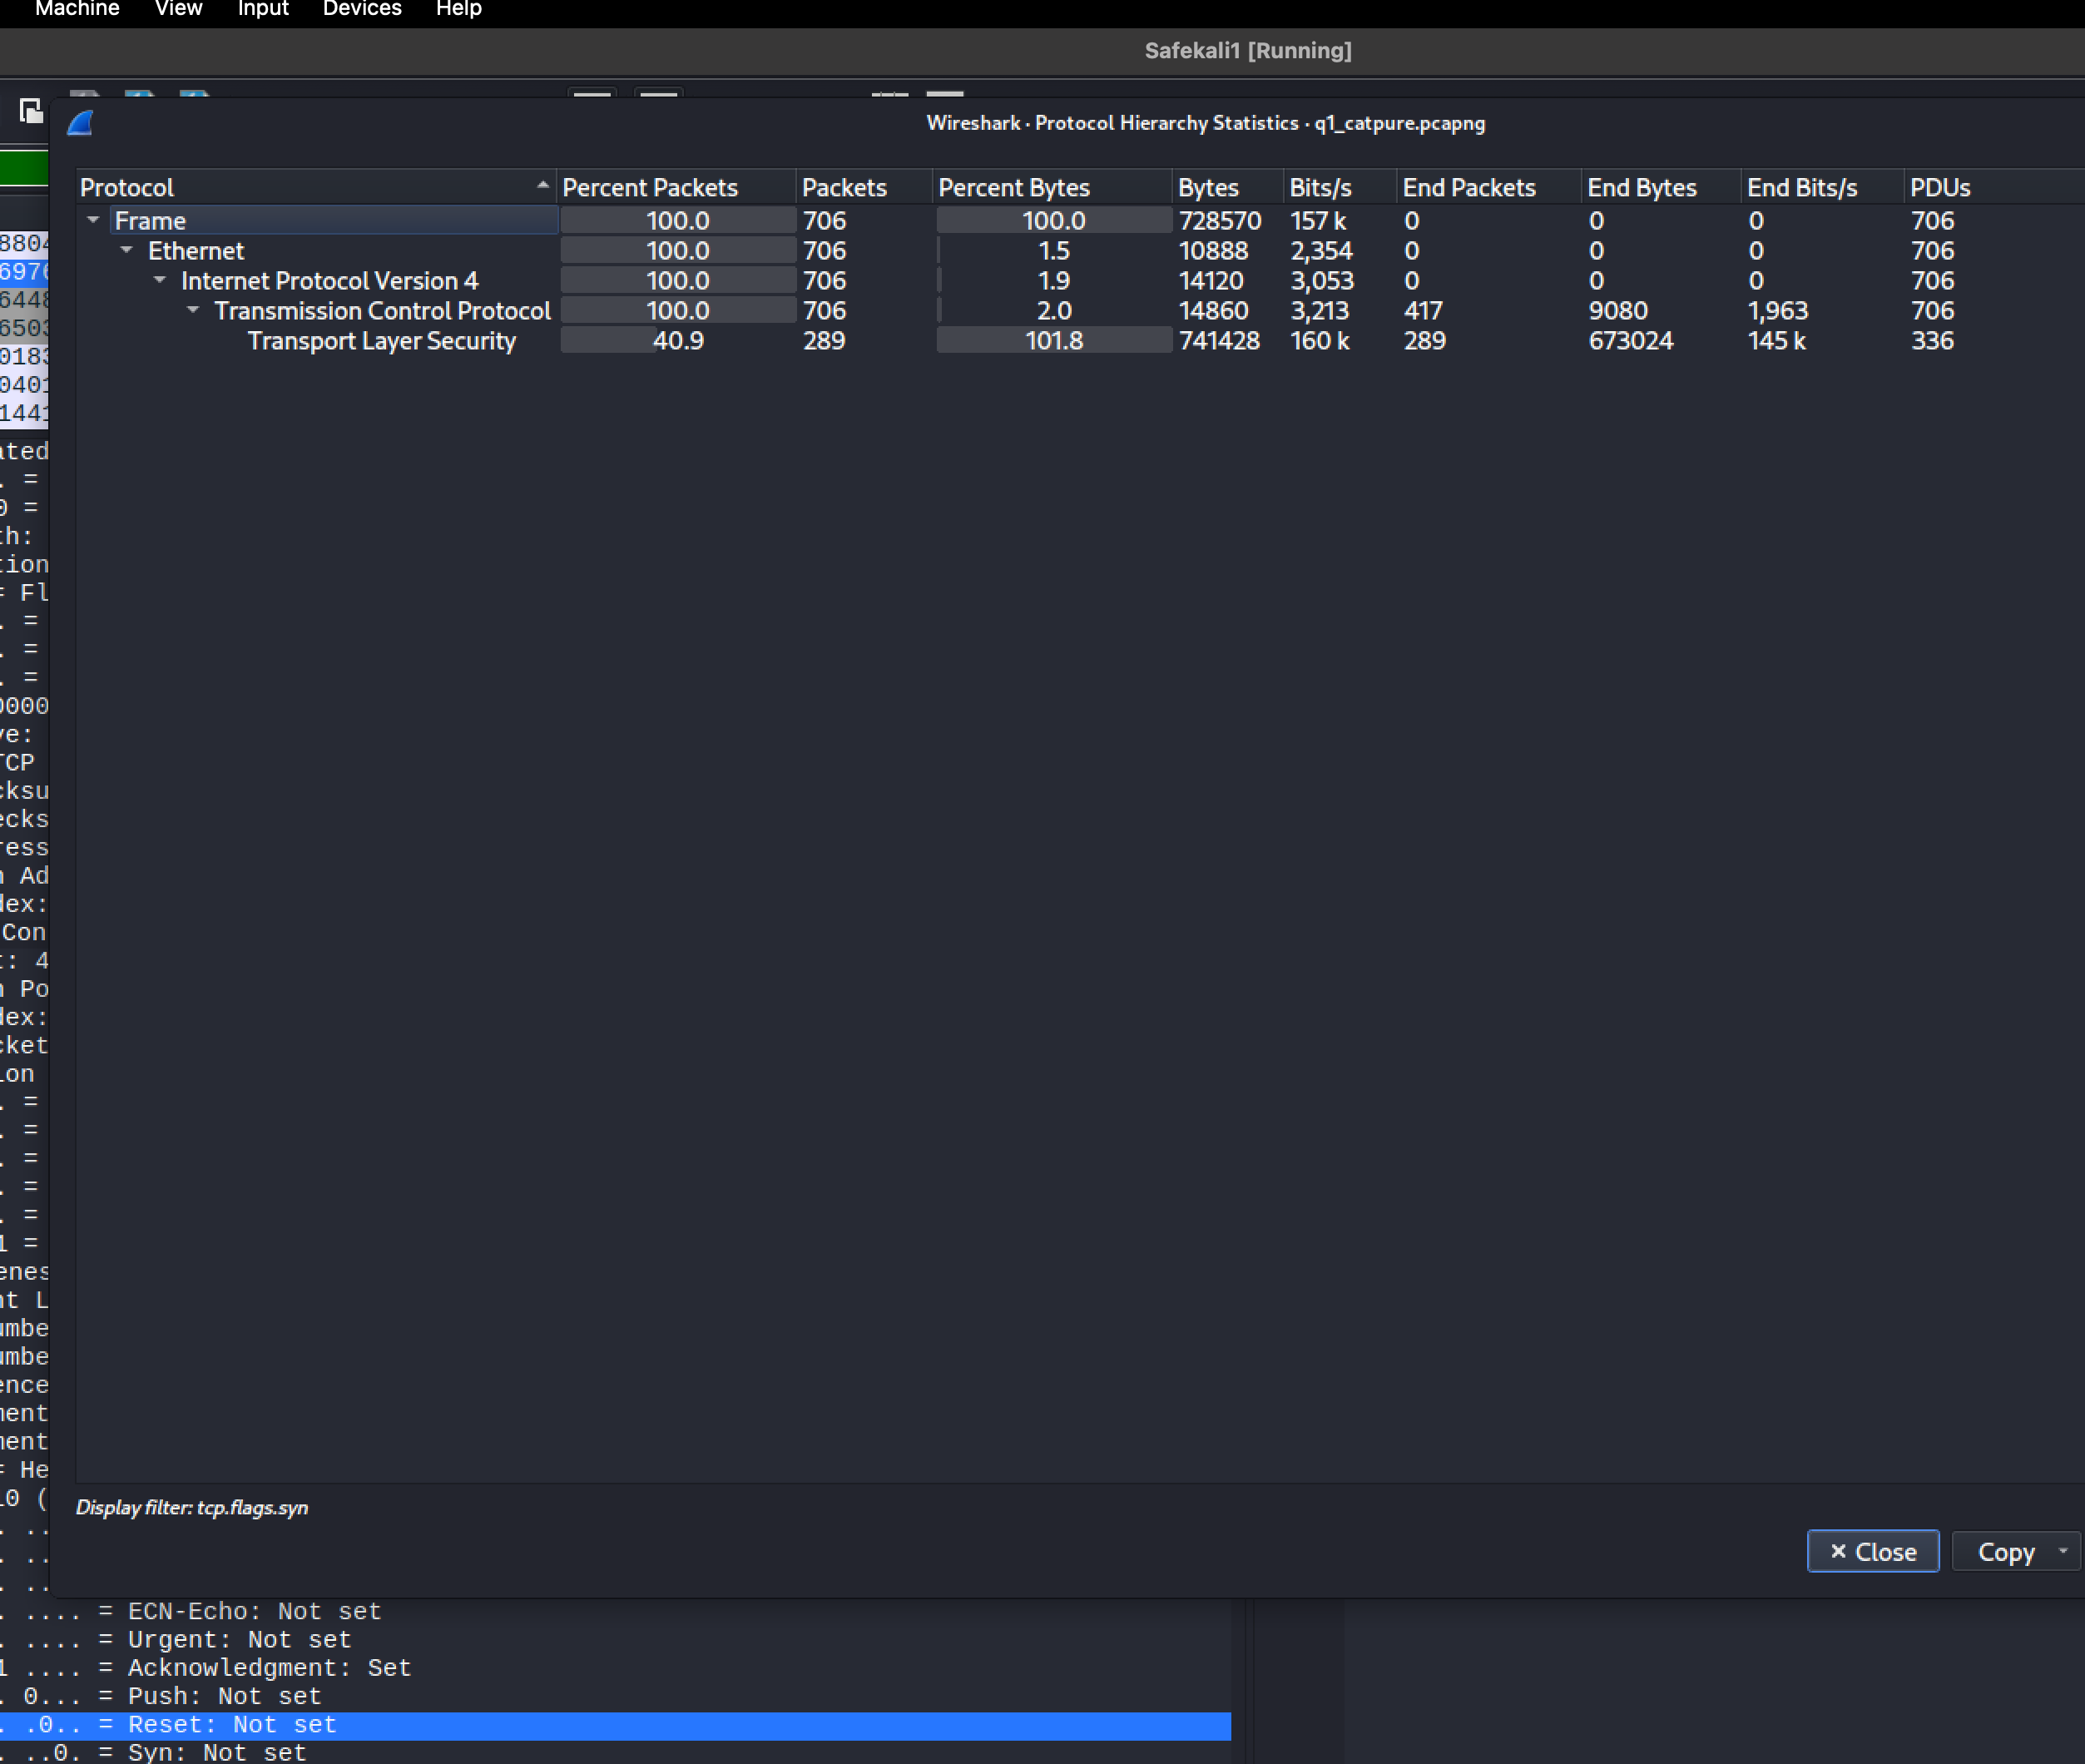 Machine View Input Devices Help
Safekali1 [Running]
Wireshark · Protocol Hierarchy Statistics · q1_catpure.pcapng
Protocol Percent Packets Packets Percent Bytes Bytes Bits/s End Packets End Bytes End Bits/s PDUs
Frame 100.0 706 100.0 728570 157 k 0 0 0 706
Ethernet 100.0 706 1.5 10888 2,354 0 0 0 706
Internet Protocol Version 4 100.0 706 1.9 14120 3,053 0 0 0 706
Transmission Control Protocol 100.0 706 2.0 14860 3,213 417 9080 1,963 706
Transport Layer Security 40.9 289 101.8 741428 160 k 289 673024 145 k 336
8804
6976
6448
6503
0183
0401
1441
ated
. =
0 =
th:
tion
Fl
. =
. =
. =
0000
ve:
TCP
cksu
ecks
ress
n Ad
dex:
Con
t: 4
n Po
dex:
cket
ion
. =
. =
. =
. =
. =
1 =
enes
nt L
umbe
umbe
ence
ment
ment
He
10 (
. ..
. ..
. ..
Display filter: tcp.flags.syn
Close Copy
. .... = ECN-Echo: Not set
. .... = Urgent: Not set
1 .... = Acknowledgment: Set
. 0... = Push: Not set
. .0.. = Reset: Not set
. ..0. = Syn: Not set